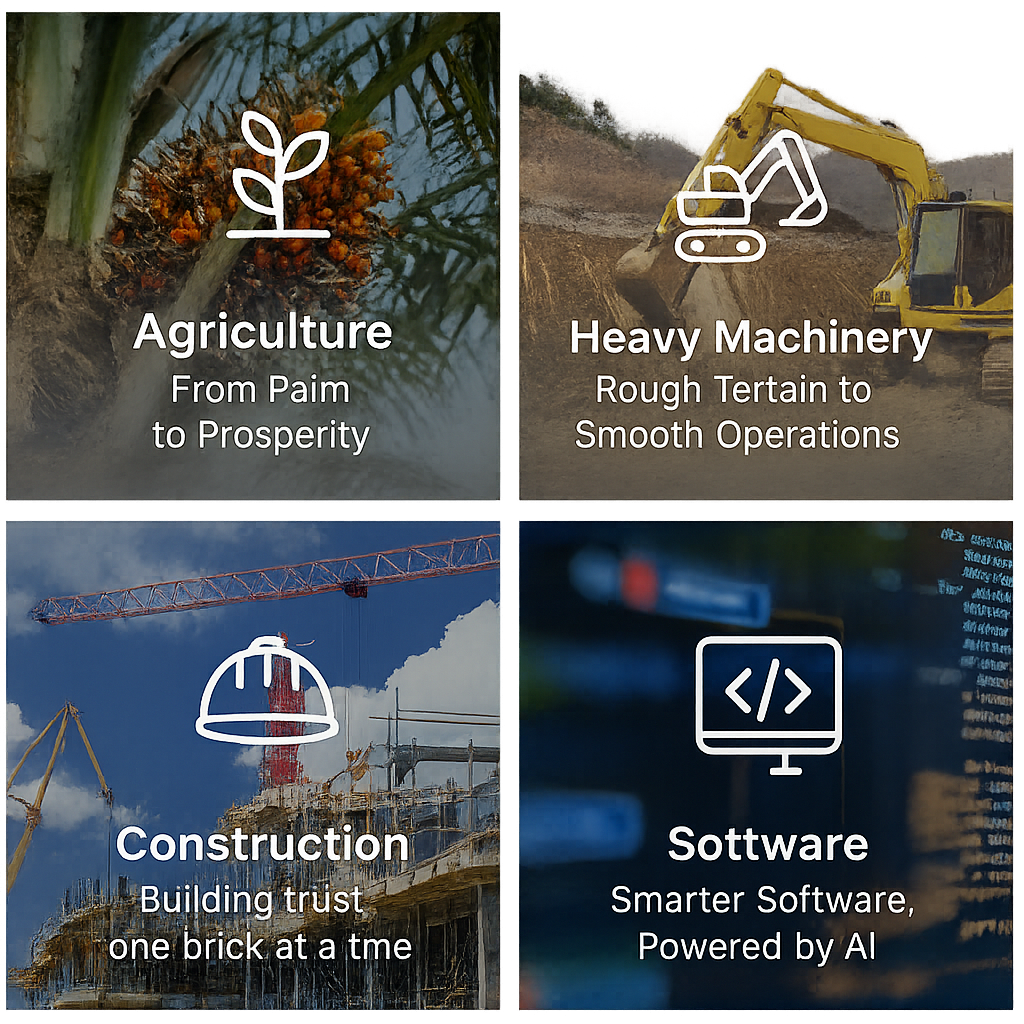 Agriculture
From Paim
to Prosperity
Heavy Machinery
Rough Tertain to
Smooth Operations
Construction
Building trust
one brick at a tme
</>
Sottware
Smarter Software,
Powered by AI